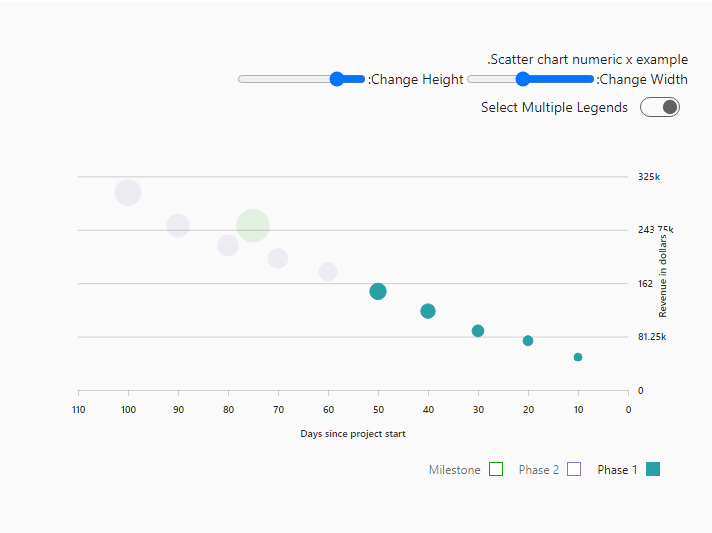 .Scatter chart numeric x example
:Change Width
:Change Height
Select Multiple Legends
325k
243.75k
162
81.25k
0
Revenue in dollars
110 100 90 80 70 60 50 40 30 20 10 0
Days since project start
Milestone Phase 2 Phase 1